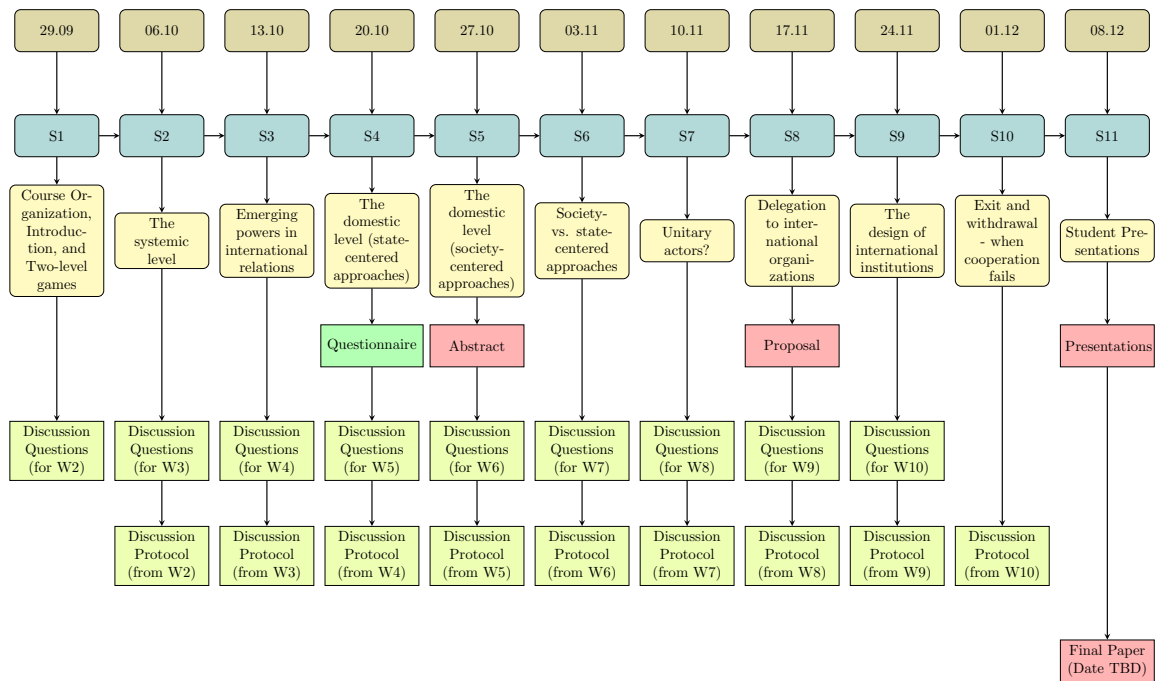 29.09
06.10
13.10
20.10
27.10
03.11
10.11
17.11
24.11
01.12
08.12
S1
S2
S3
S4
S5
S6
S7
S8
S9
S10
S11
Course Or-
ganization,
Introduc-
tion, and
Two-level
games
The
systemic
level
Emerging
powers in
international
relations
The
domestic
level (state-
centered
approaches)
The
domestic
level
(society-
centered
approaches)
Society-
vs. state-
centered
approaches
Unitary
actors?
Delegation
to inter-
national
organi-
zations
The
design of
international
institutions
Exit and
withdrawal
- when
cooperation
fails
Student Pre-
sentations
Questionnaire
Abstract
Proposal
Presentations
Discussion
Questions
(for W2)
Discussion
Questions
(for W3)
Discussion
Questions
(for W4)
Discussion
Questions
(for W5)
Discussion
Questions
(for W6)
Discussion
Questions
(for W7)
Discussion
Questions
(for W8)
Discussion
Questions
(for W9)
Discussion
Questions
(for W10)
Discussion
Protocol
(from W2)
Discussion
Protocol
(from W3)
Discussion
Protocol
(from W4)
Discussion
Protocol
(from W5)
Discussion
Protocol
(from W6)
Discussion
Protocol
(from W7)
Discussion
Protocol
(from W8)
Discussion
Protocol
(from W9)
Discussion
Protocol
(from W10)
Final Paper
(Date TBD)